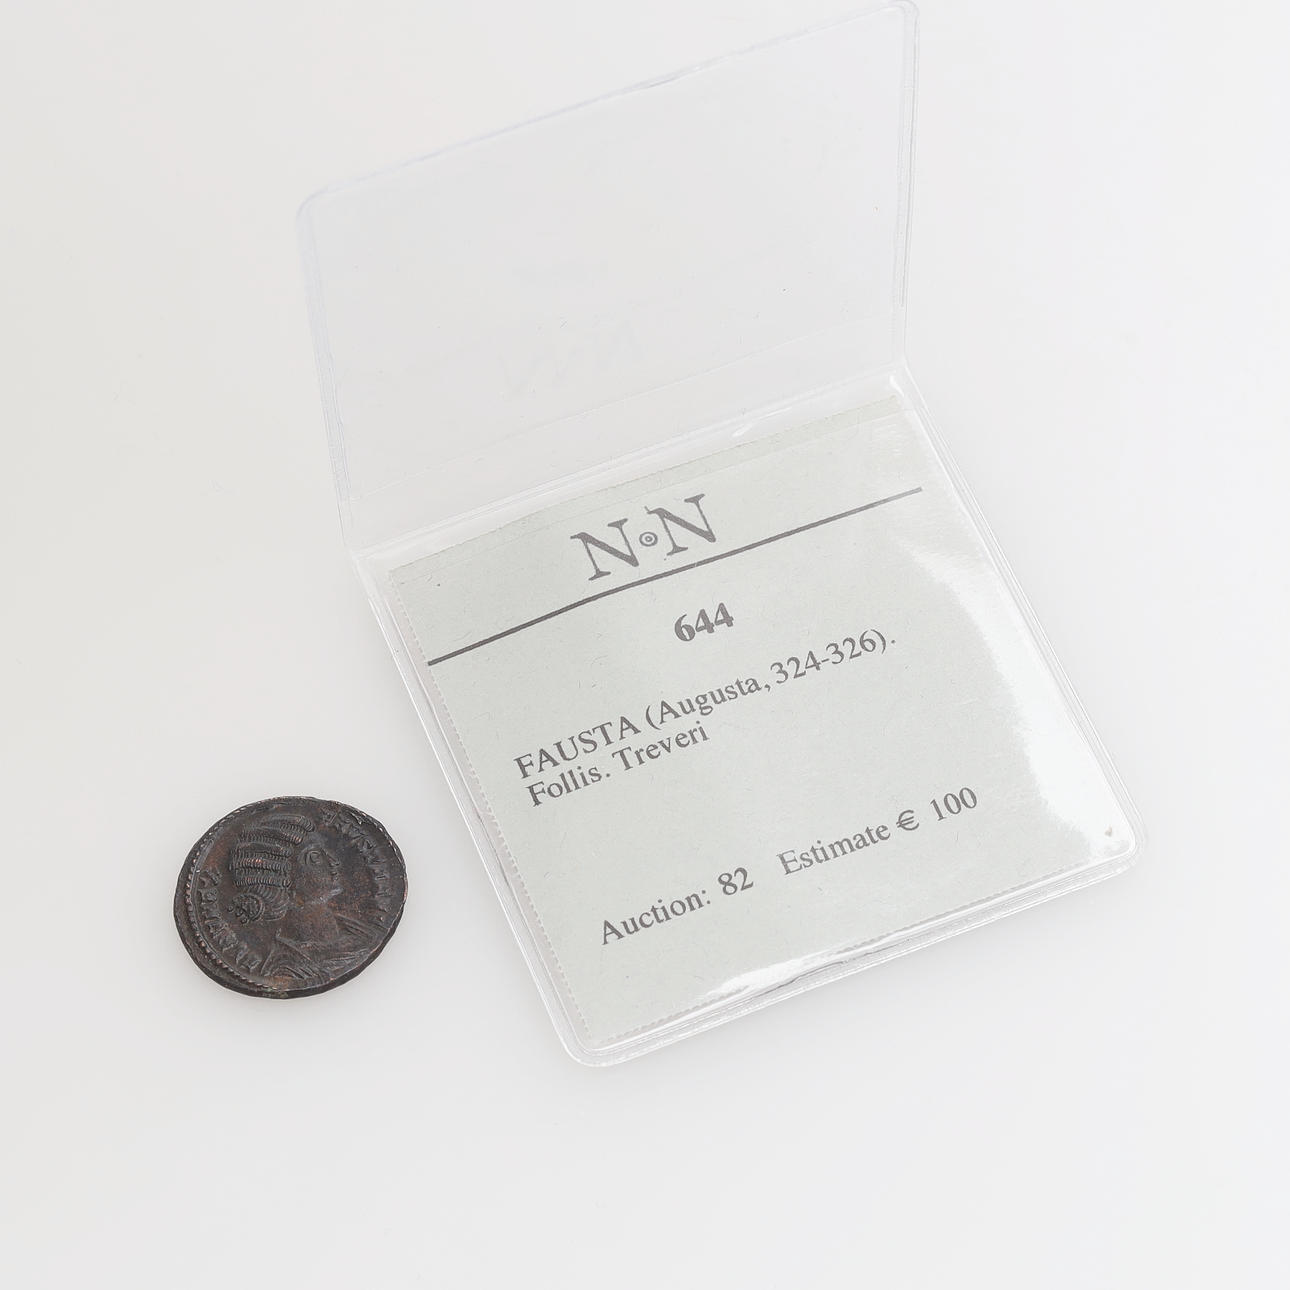 N◎N
644
FAUSTA (Augusta, 324-326).
Follis. Treveri
Auction: 82 Estimate € 100